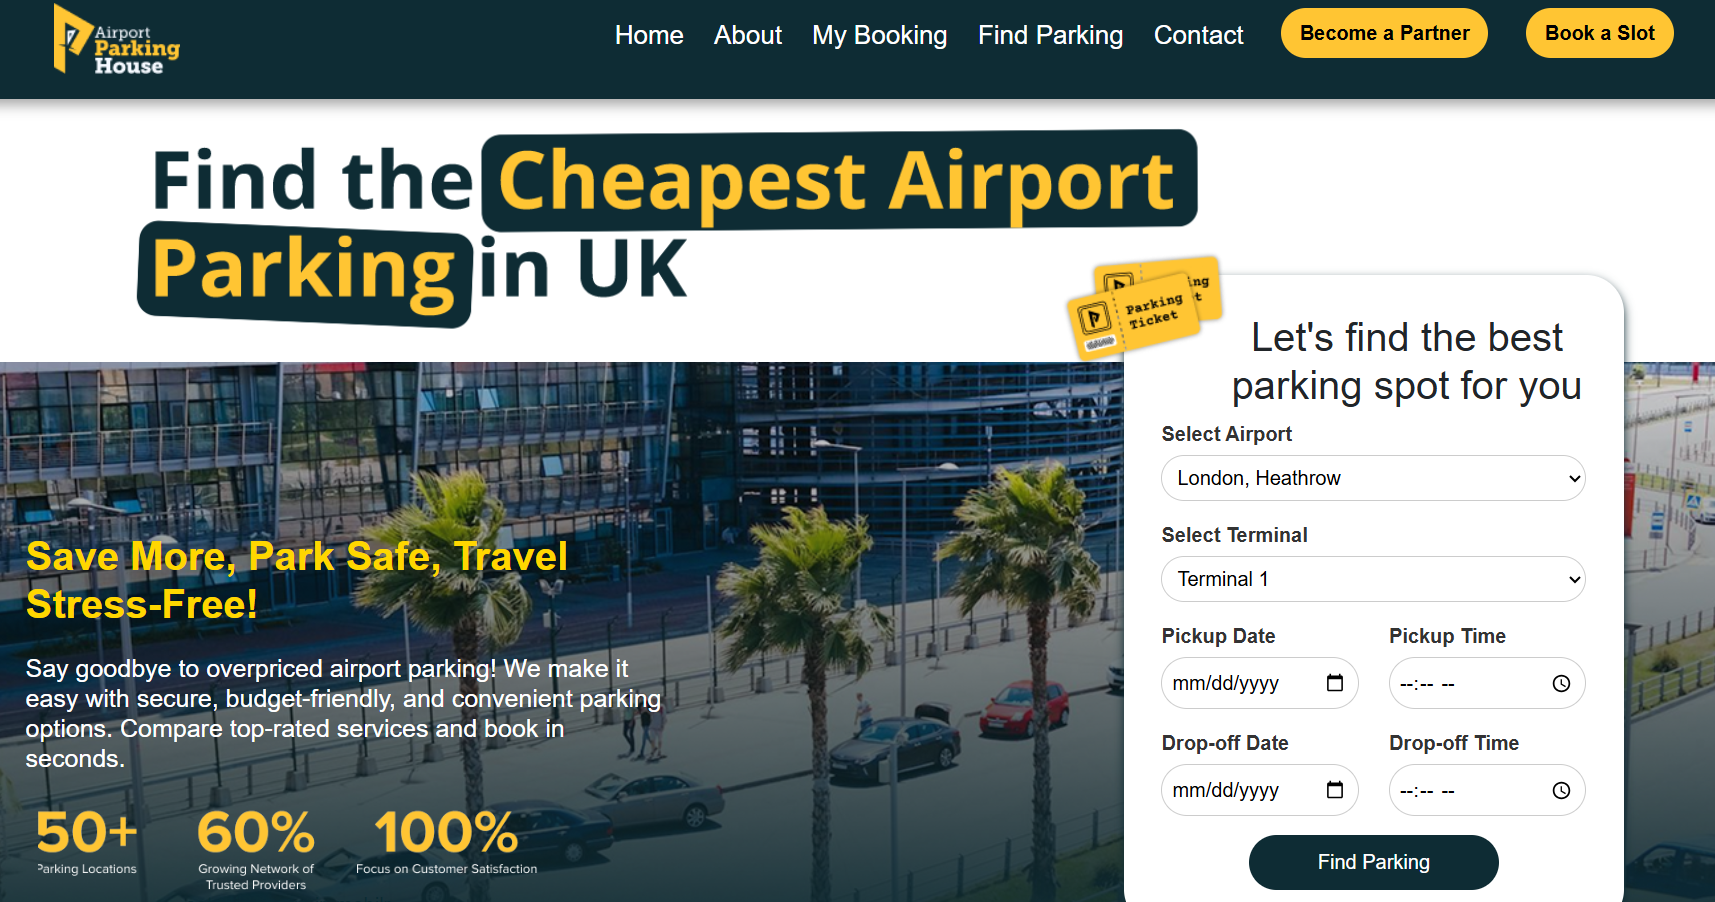 Airport
Parking
House
Home
About
My Booking
Find Parking
Contact
Become a Partner
Book a Slot
Find the Cheapest Airport
Parking in UK
Parking
Ticket
Let's find the best
parking spot for you
Select Airport
London, Heathrow
Select Terminal
Terminal 1
Pickup Date
Pickup Time
mm/dd/yyyy
--:-- --
Drop-off Date
Drop-off Time
mm/dd/yyyy
--:-- --
Find Parking
Save More, Park Safe, Travel
Stress-Free!
Say goodbye to overpriced airport parking! We make it
easy with secure, budget-friendly, and convenient parking
options. Compare top-rated services and book in
seconds.
50+
Parking Locations
60%
Growing Network of
Trusted Providers
100%
Focus on Customer Satisfaction